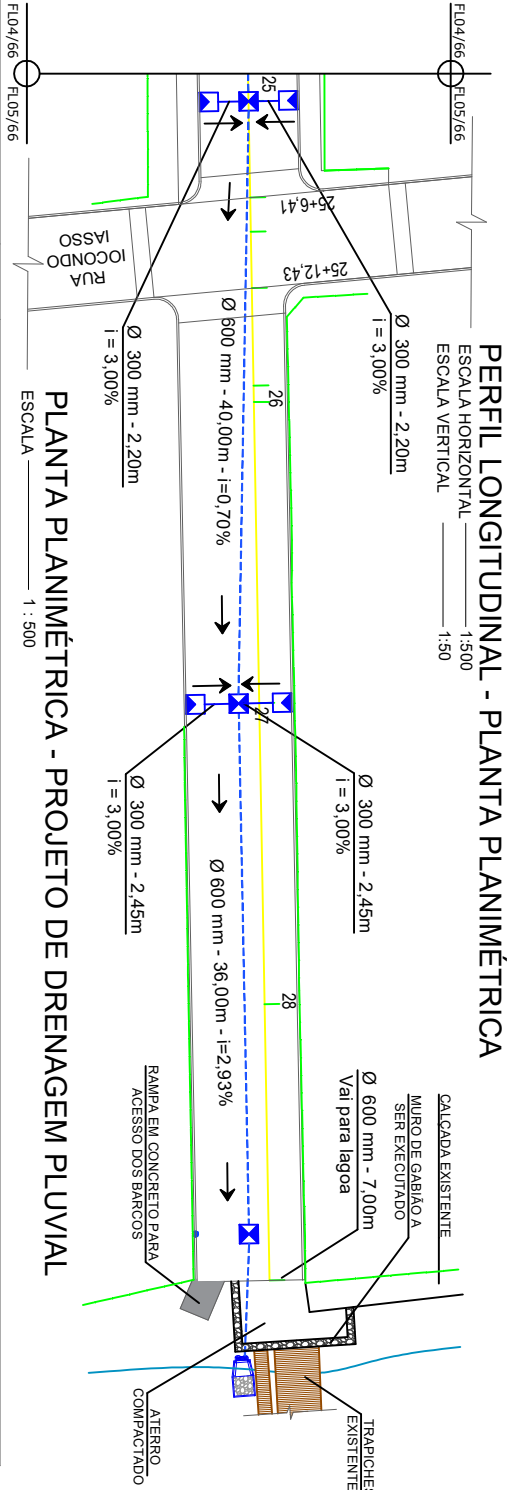 FL04/66
FL05/66
FL04/66
FL05/66
PERFIL LONGITUDINAL - PLANTA PLANIMÉTRICA
ESCALA HORIZONTAL 1:500
ESCALA VERTICAL 1:50
CALÇADA EXISTENTE
MURO DE GABIÃO A
SER EXECUTADO
Ø 600 mm - 7,00m
Vai para lagoa
TRAPICHES
EXISTENTE
Ø 300 mm - 2,20m
i = 3,00%
Ø 300 mm - 2,45m
i = 3,00%
25
25+6,41
25+12,43
26
27
28
Ø 600 mm - 40,00m - i=0,70%
Ø 600 mm - 36,00m - i=2,93%
RUA
IOCONDO
IASSO
Ø 300 mm - 2,20m
i = 3,00%
Ø 300 mm - 2,45m
i = 3,00%
RAMPA EM CONCRETO PARA
ACESSO DOS BARCOS
ATERRO
COMPACTADO
PLANTA PLANIMÉTRICA - PROJETO DE DRENAGEM PLUVIAL
ESCALA 1 : 500